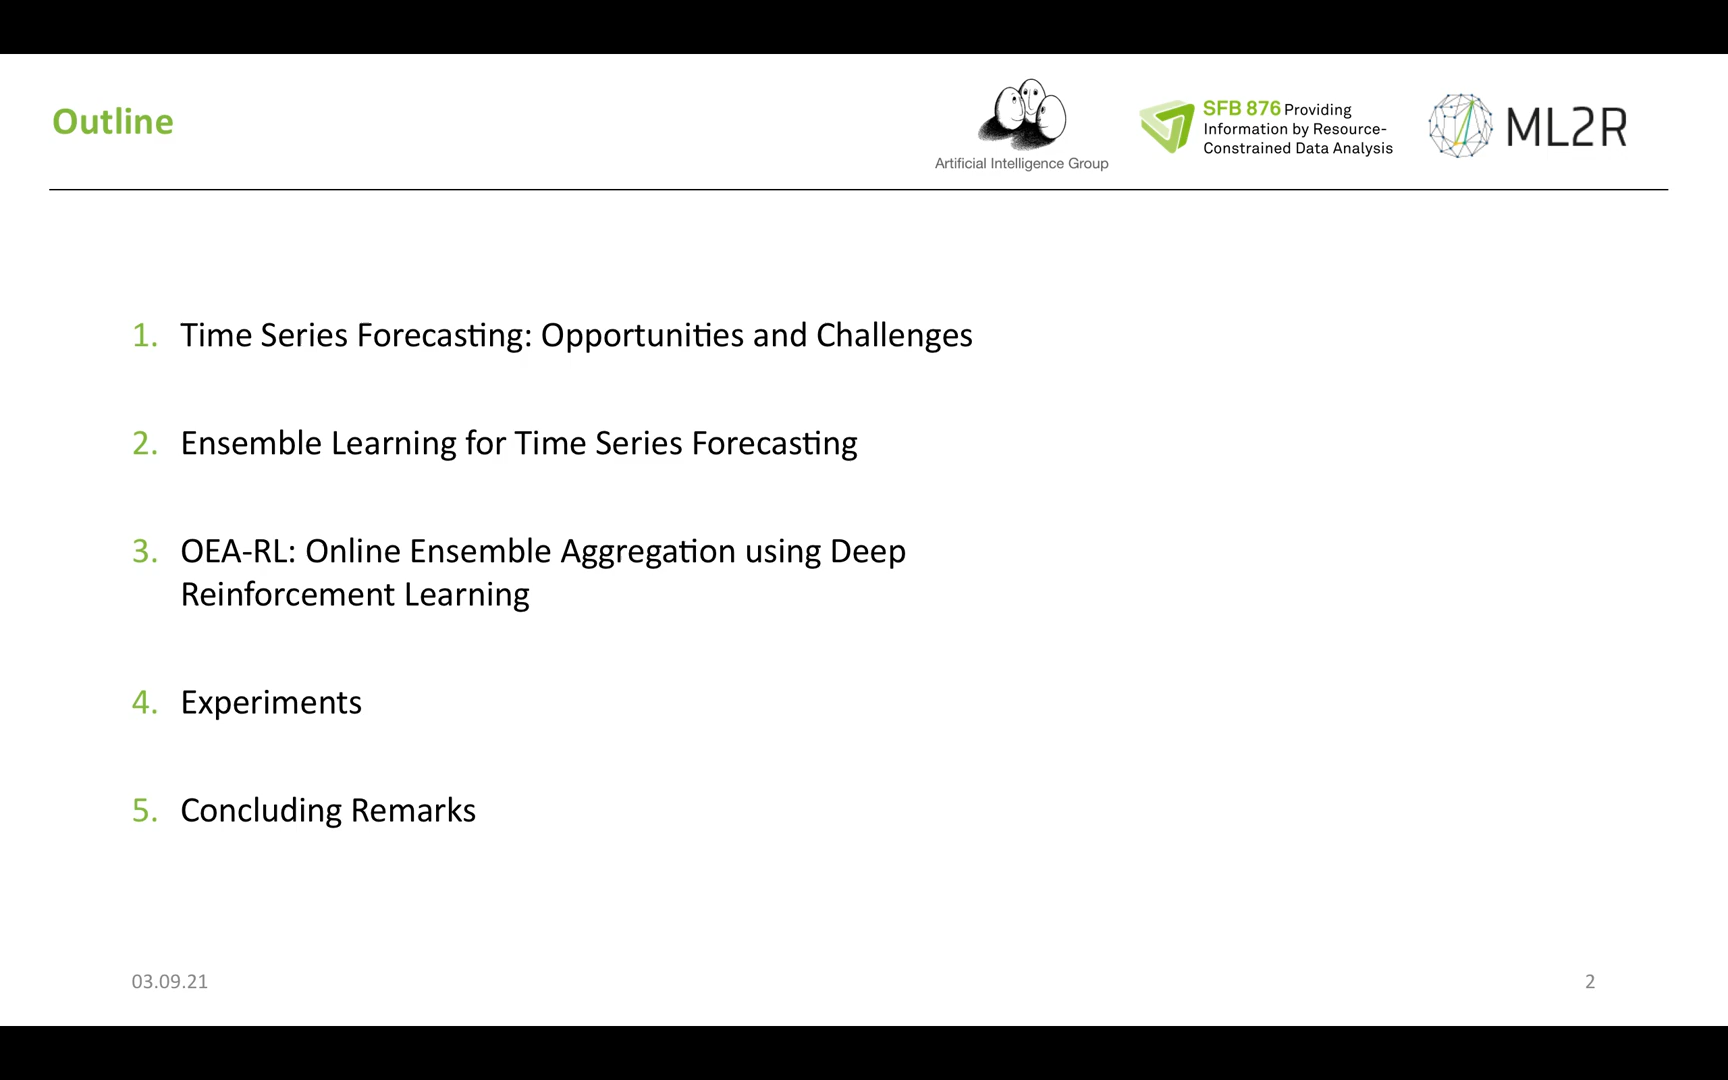 Outline
Artificial Intelligence Group
SFB 876 Providing
Information by Resource-
Constrained Data Analysis
ML2R
1. Time Series Forecasting: Opportunities and Challenges
2. Ensemble Learning for Time Series Forecasting
3. OEA-RL: Online Ensemble Aggregation using Deep
Reinforcement Learning
4. Experiments
5. Concluding Remarks
03.09.21
2